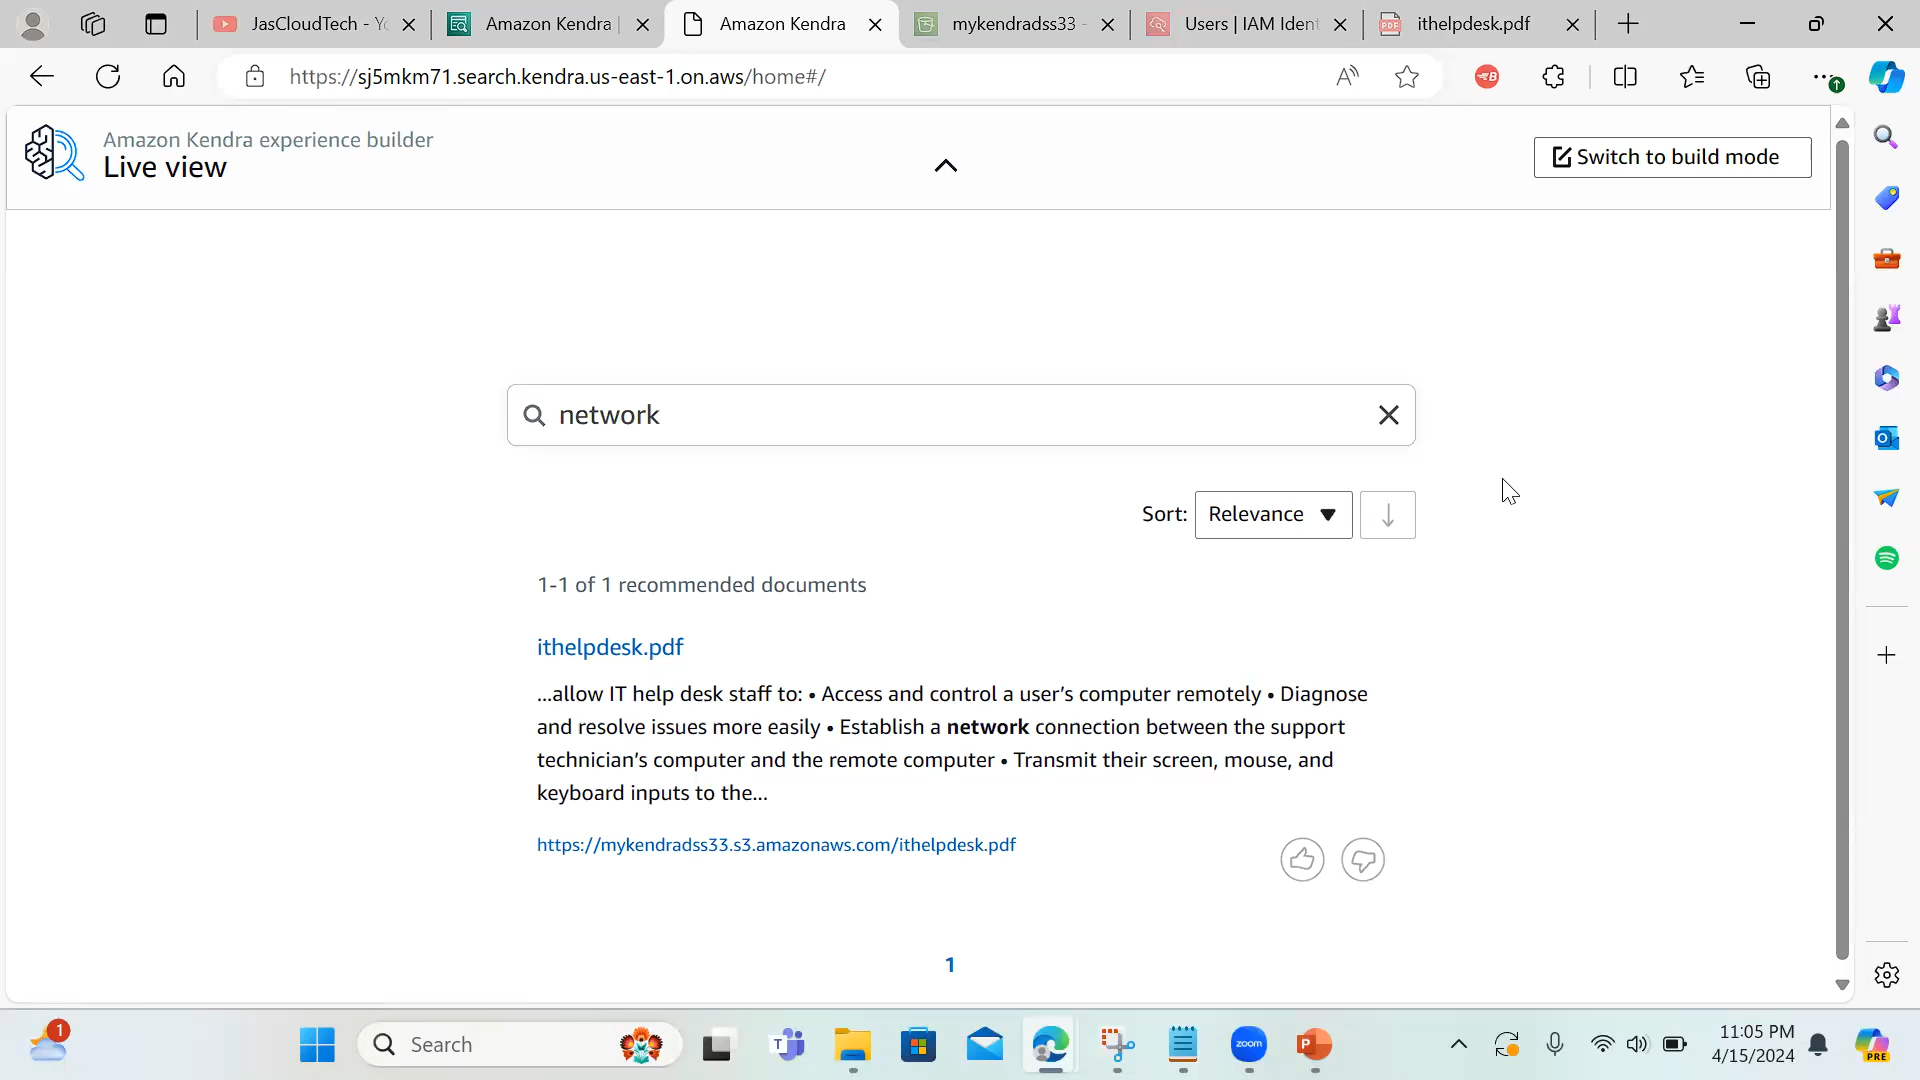 JasCloudTech - Yo
Amazon Kendra |
Amazon Kendra
mykendradss33 -
Users | IAM Ident
ithelpdesk.pdf
https://sj5mkm71.search.kendra.us-east-1.on.aws/home#/
Amazon Kendra experience builder
Live view
Switch to build mode
network
Sort: Relevance
1-1 of 1 recommended documents
ithelpdesk.pdf
...allow IT help desk staff to: • Access and control a user's computer remotely • Diagnose
and resolve issues more easily • Establish a network connection between the support
technician's computer and the remote computer • Transmit their screen, mouse, and
keyboard inputs to the...
https://mykendradss33.s3.amazonaws.com/ithelpdesk.pdf
1
1
Search
zoom
11:05 PM
4/15/2024
PRE